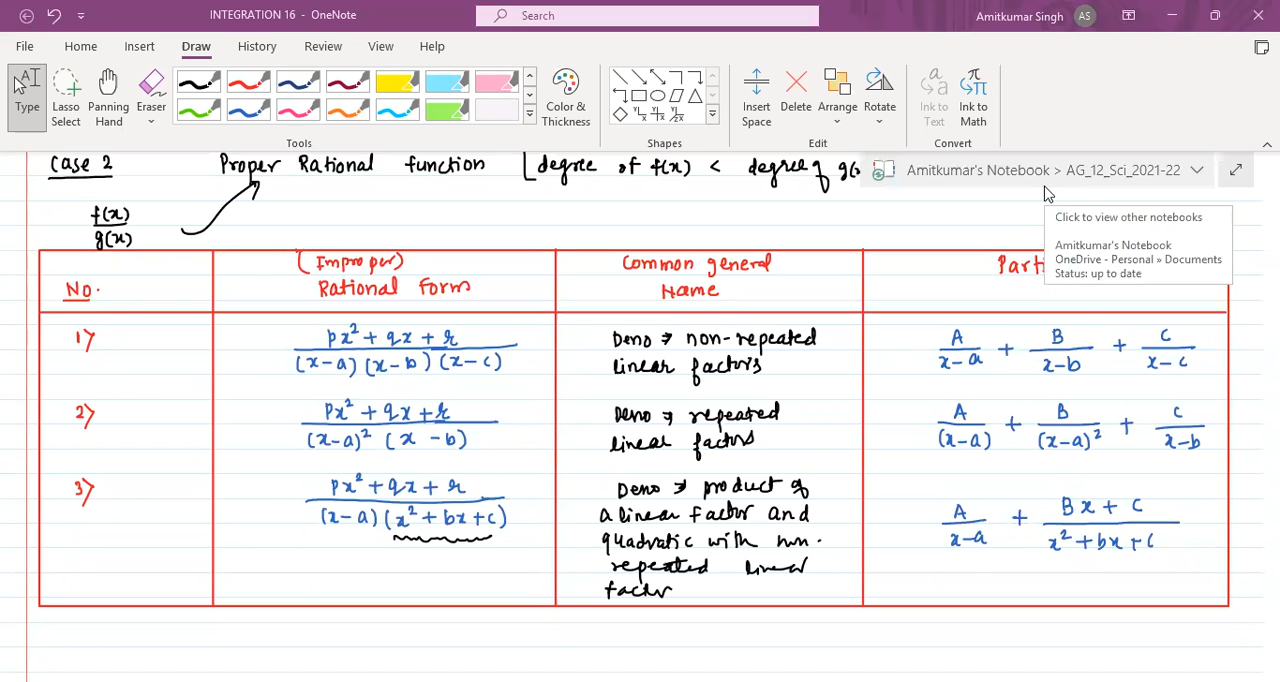 INTEGRATION 16 - OneNote
Search
Amitkumar Singh AS
File Home Insert Draw History Review View Help
Type
Lasso Select
Panning Hand
Eraser
Color & Thickness
Insert Space
Delete
Arrange
Rotate
Ink to Text
Ink to Math
Tools
Shapes
Edit
Convert
Amitkumar's Notebook > AG_12_Sci_2021-22
Click to view other notebooks
Amitkumar's Notebook
OneDrive - Personal » Documents
Status: up to date
Case 2 Proper Rational function [degree of f(x) < degree of g(x
f(x)/g(x)
No. (Improper) Rational Form Common general Name Parti
1) px² + qx + r / (x-a)(x-b)(x-c)
Deno → non-repeated
linear factors
A/x-a + B/x-b + C/x-c
2) px² + qx + r / (x-a)² (x-b)
Deno → repeated
linear factors
A/(x-a) + B/(x-a)² + C/x-b
3) px² + qx + r / (x-a)(x² + bx + c)
Deno → product of
a linear factor and
quadratic with non-
repeated linear
factor
A/x-a + Bx + C/x² + bx + c